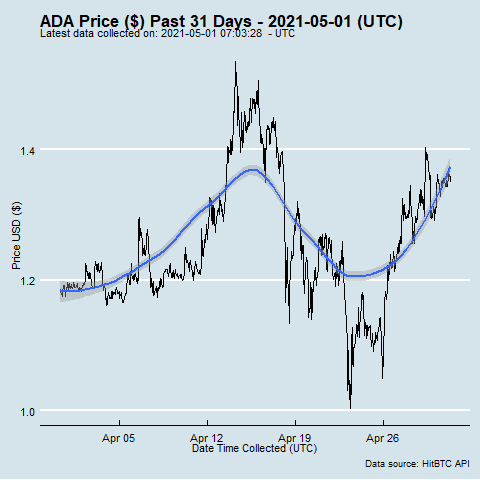 ADA Price ($) Past 31 Days - 2021-05-01 (UTC)
Latest data collected on: 2021-05-01 07:03:28  - UTC
Price USD ($)
1.4
1.2
1.0
Apr 05 Apr 12 Apr 19 Apr 26
Date Time Collected (UTC)
Data source: HitBTC API